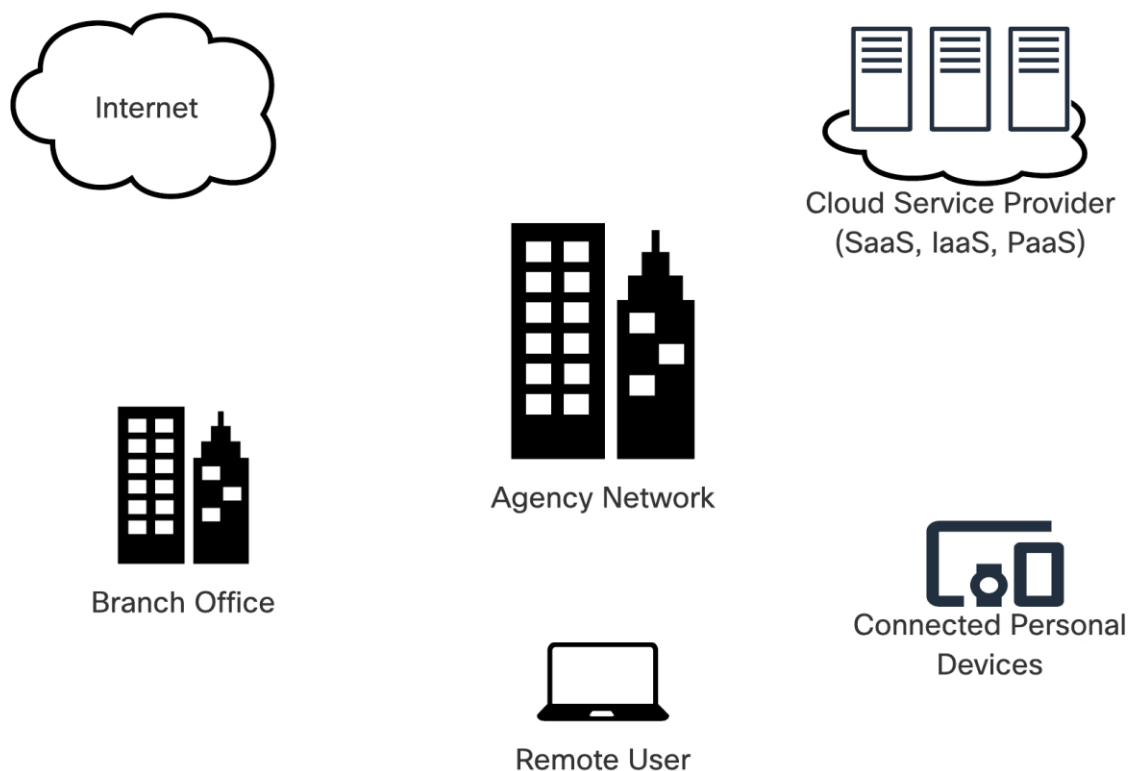 Internet
Cloud Service Provider
(SaaS, IaaS, PaaS)
Agency Network
Branch Office
Connected Personal
Devices
Remote User